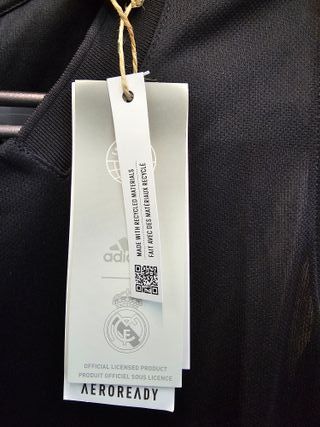 MADE WITH RECYCLED MATERIALS
FAIT AVEC DES MATÉRIAUX RECYCLÉ
adi
OFFICIAL LICENSED PRODUCT
PRODUIT OFFICIEL SOUS LICENCE
AEROREADY